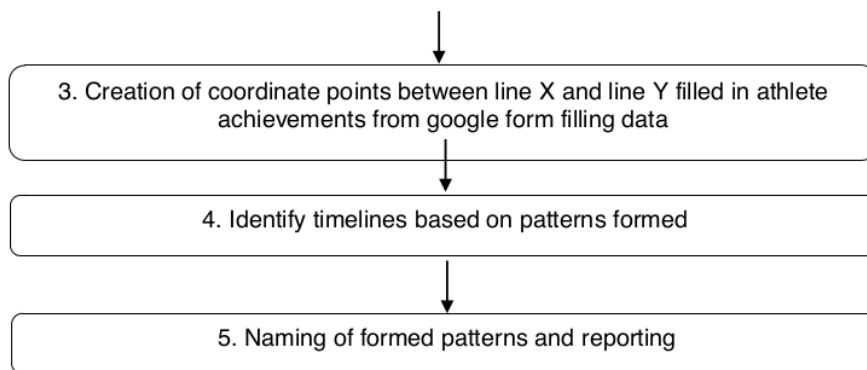 3. Creation of coordinate points between line X and line Y filled in athlete
achievements from google form filling data
4. Identify timelines based on patterns formed
5. Naming of formed patterns and reporting